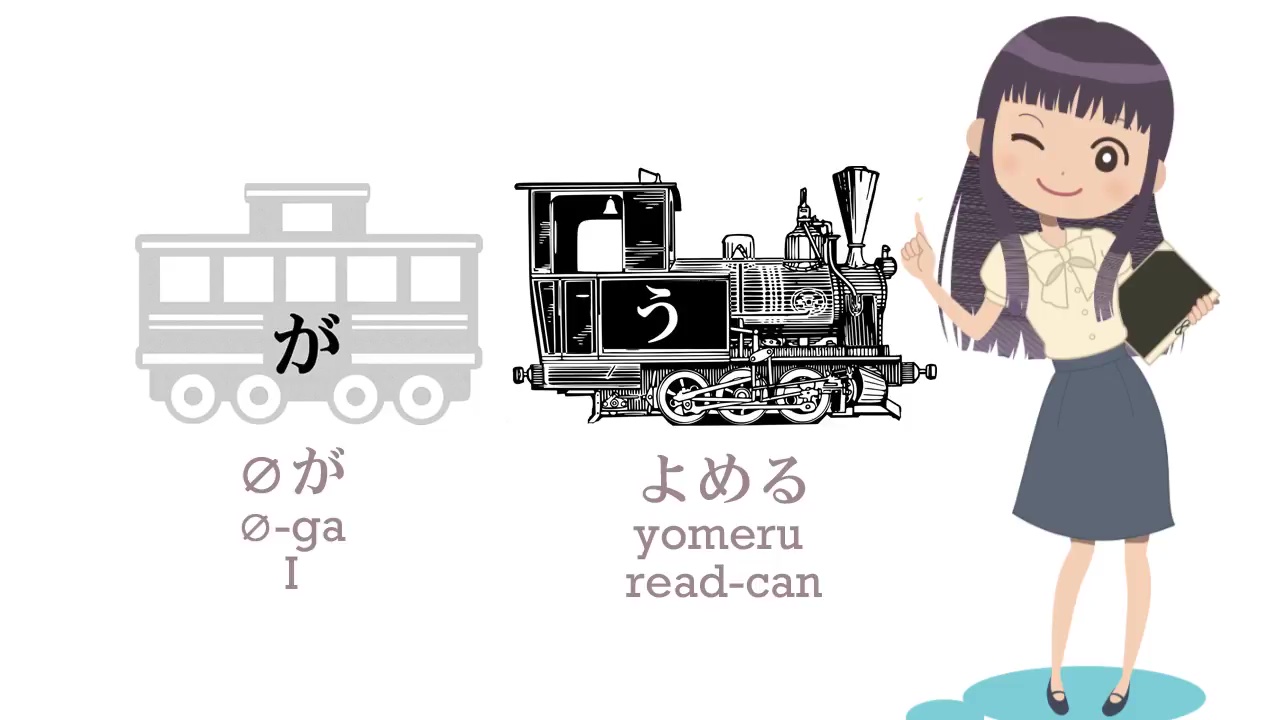 が
う
∅が
∅-ga
I
よめる
yomeru
read-can